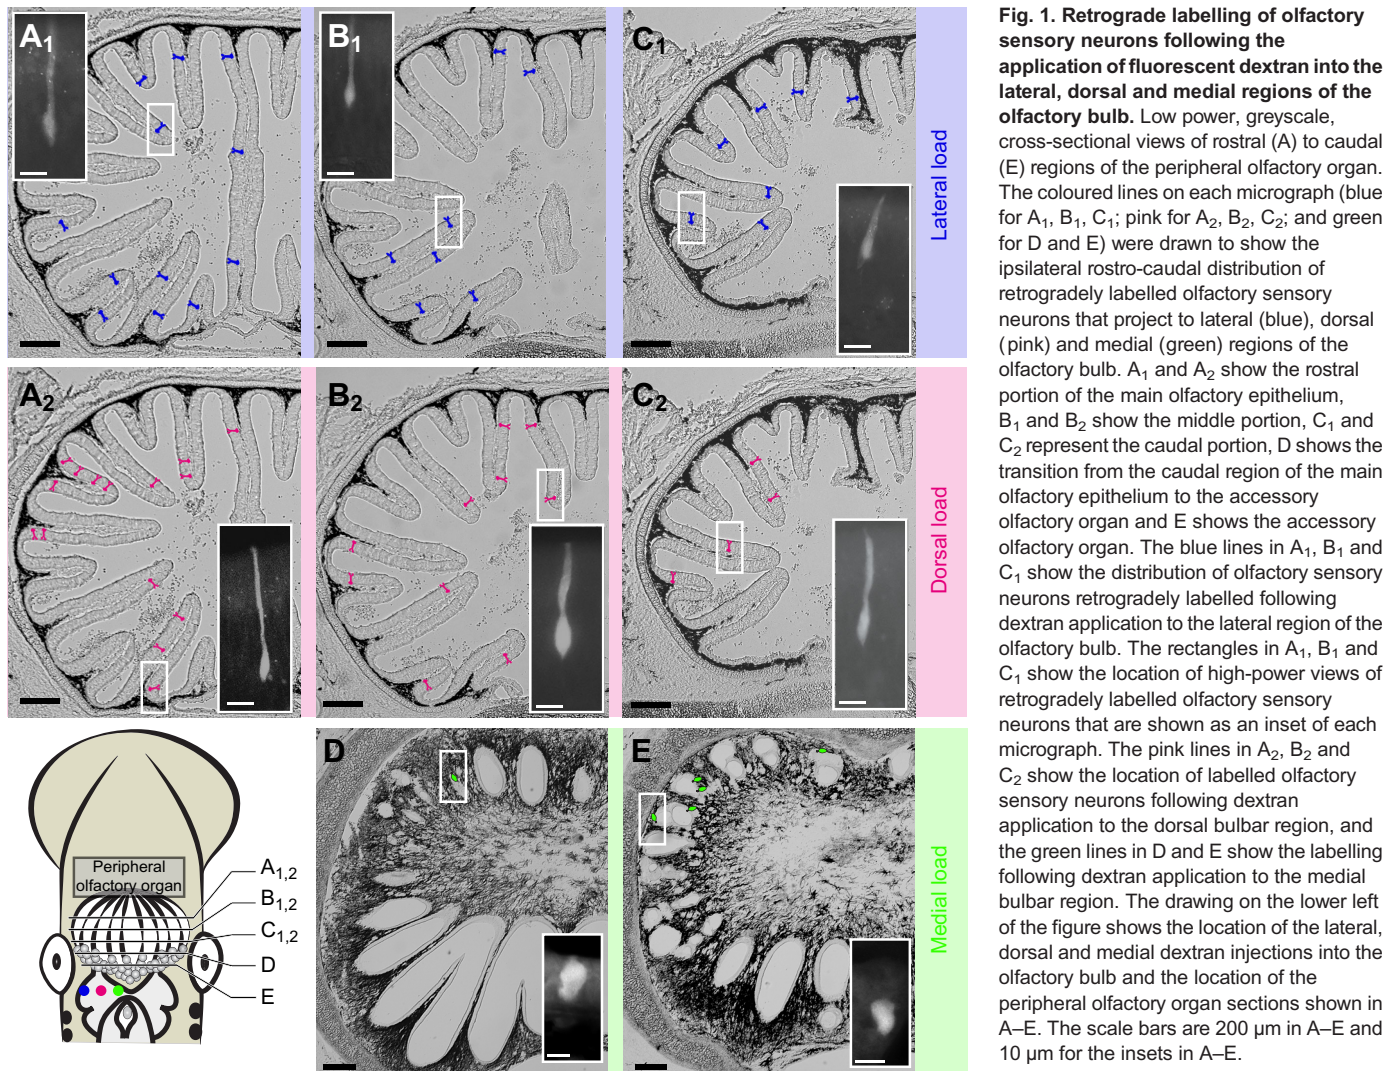 A1
B1
C1
Lateral load
A2
B2
C2
Dorsal load
Peripheral
olfactory organ
A1,2
B1,2
C1,2
D
E
D
E
Medial load
Fig. 1. Retrograde labelling of olfactory
sensory neurons following the
application of fluorescent dextran into the
lateral, dorsal and medial regions of the
olfactory bulb. Low power, greyscale,
cross-sectional views of rostral (A) to caudal
(E) regions of the peripheral olfactory organ.
The coloured lines on each micrograph (blue
for A1, B1, C1; pink for A2, B2, C2; and green
for D and E) were drawn to show the
ipsilateral rostro-caudal distribution of
retrogradely labelled olfactory sensory
neurons that project to lateral (blue), dorsal
(pink) and medial (green) regions of the
olfactory bulb. A1 and A2 show the rostral
portion of the main olfactory epithelium,
B1 and B2 show the middle portion, C1 and
C2 represent the caudal portion, D shows the
transition from the caudal region of the main
olfactory epithelium to the accessory
olfactory organ and E shows the accessory
olfactory organ. The blue lines in A1, B1 and
C1 show the distribution of olfactory sensory
neurons retrogradely labelled following
dextran application to the lateral region of the
olfactory bulb. The rectangles in A1, B1 and
C1 show the location of high-power views of
retrogradely labelled olfactory sensory
neurons that are shown as an inset of each
micrograph. The pink lines in A2, B2 and
C2 show the location of labelled olfactory
sensory neurons following dextran
application to the dorsal bulbar region, and
the green lines in D and E show the labelling
following dextran application to the medial
bulbar region. The drawing on the lower left
of the figure shows the location of the lateral,
dorsal and medial dextran injections into the
olfactory bulb and the location of the
peripheral olfactory organ sections shown in
A–E. The scale bars are 200 µm in A–E and
10 µm for the insets in A–E.